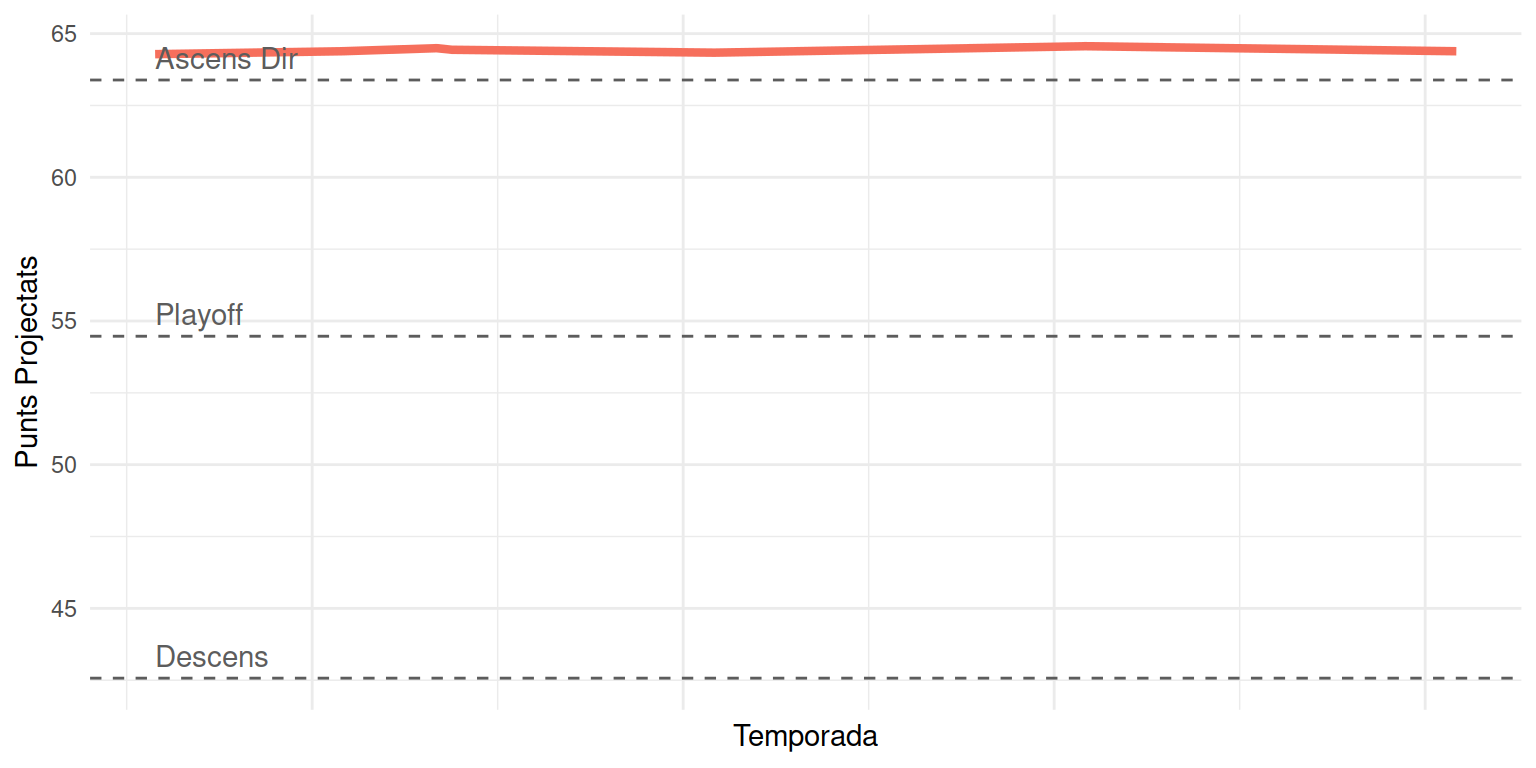 65
Ascens Dir
60
Playoff
55
Punts Projectats
50
45
Descens
Temporada